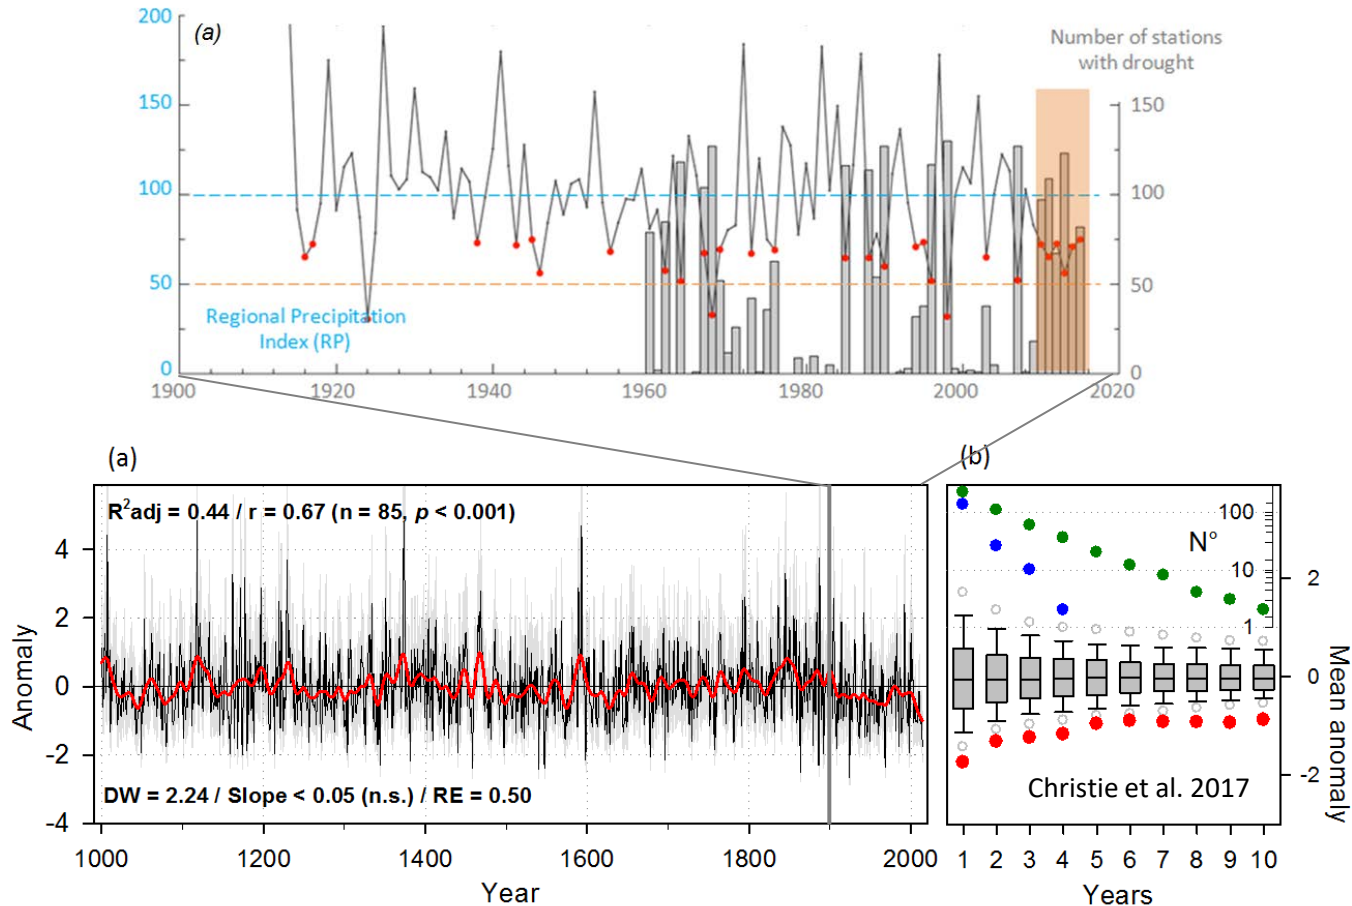 200
(a)
Number of stations
with drought
150
150
100
100
50
50
Regional Precipitation
Index (RP)
0
0
1900
1920
1940
1960
1980
2000
2020
(a)
(b)
R²adj = 0.44 / r = 0.67 (n = 85, p < 0.001)
4
2
0
-2
-4
Anomaly
DW = 2.24 / Slope < 0.05 (n.s.) / RE = 0.50
1000
1200
1400
1600
1800
2000
Year
100
N°
10
1
2
0
-2
Mean anomaly
Christie et al. 2017
1 2 3 4 5 6 7 8 9 10
Years